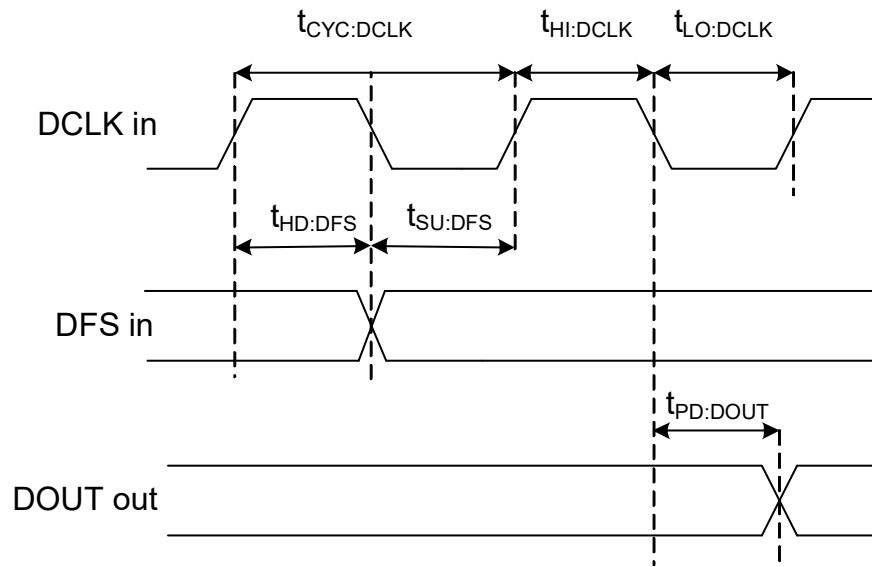 tCYC:DCLK tHI:DCLK tLO:DCLK
DCLK in
tHD:DFS tSU:DFS
DFS in
tPD:DOUT
DOUT out